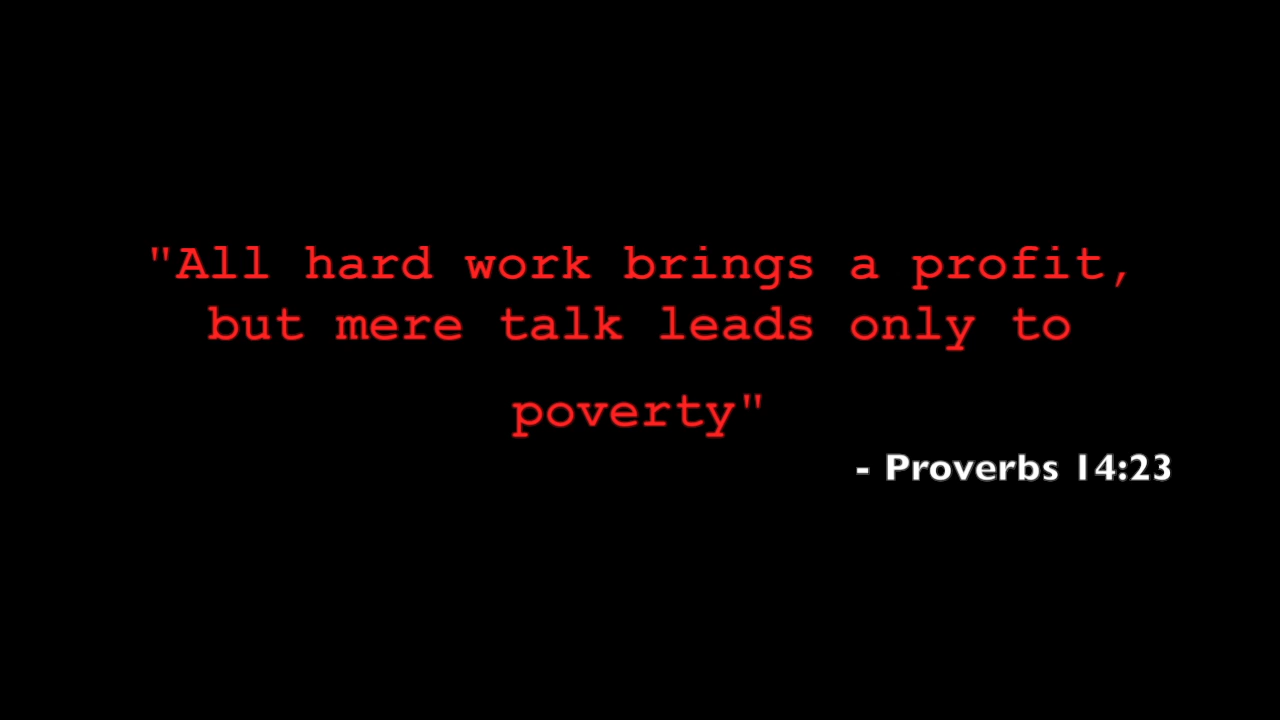 "All hard work brings a profit,
but mere talk leads only to
poverty"
- Proverbs 14:23